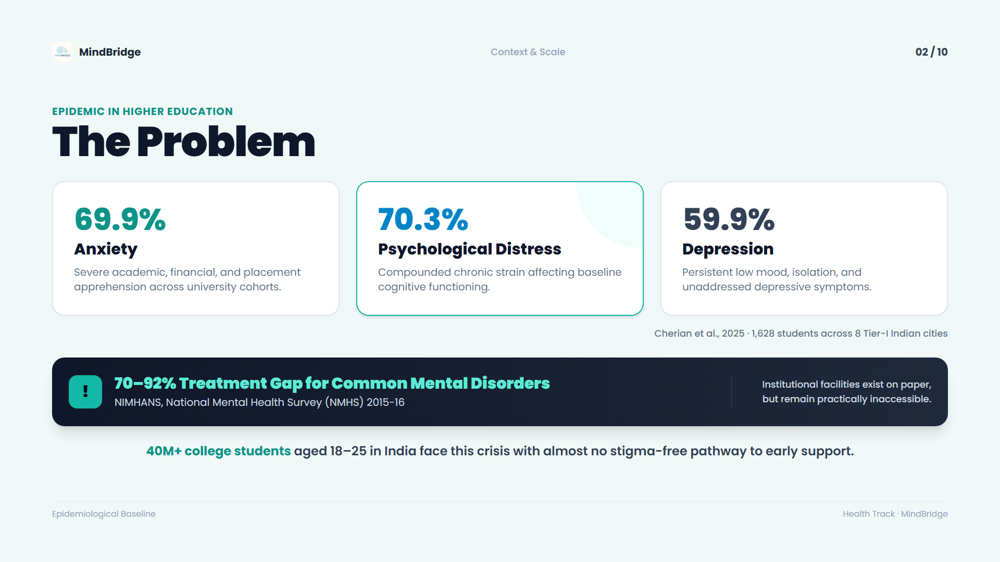 MINDBRIDGE
MindBridge
Context & Scale
02 / 10
EPIDEMIC IN HIGHER EDUCATION
The Problem
69.9%
Anxiety
Severe academic, financial, and placement
apprehension across university cohorts.
70.3%
Psychological Distress
Compounded chronic strain affecting baseline
cognitive functioning.
59.9%
Depression
Persistent low mood, isolation, and
unaddressed depressive symptoms.
Cherian et al., 2025 · 1,628 students across 8 Tier-I Indian cities
!
70–92% Treatment Gap for Common Mental Disorders
NIMHANS, National Mental Health Survey (NMHS) 2015-16
Institutional facilities exist on paper,
but remain practically inaccessible.
40M+ college students aged 18–25 in India face this crisis with almost no stigma-free pathway to early support.
Epidemiological Baseline
Health Track · MindBridge